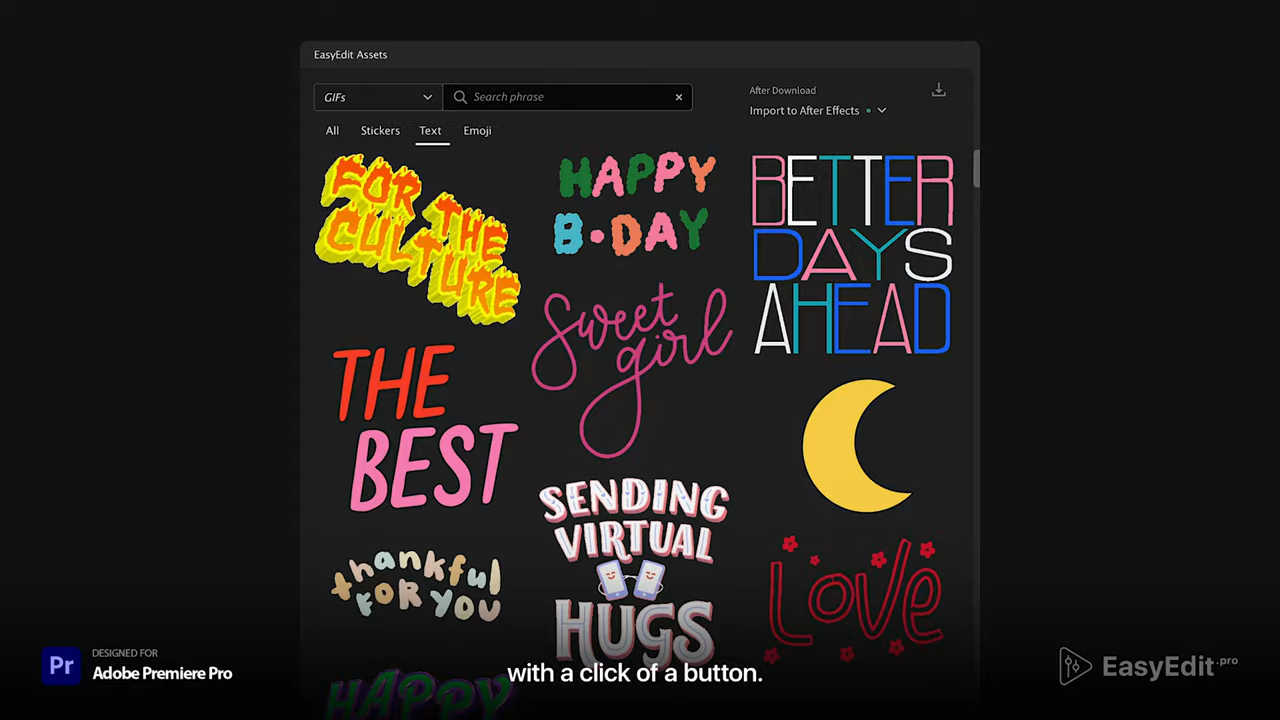 EasyEdit Assets
GIFs
Search phrase
After Download
Import to After Effects
All
Stickers
Text
Emoji
FOR THE
CULTURE
HAPPY
B•DAY
BETTER
DAYS
AHEAD
Sweet
girl
THE
BEST
SENDING
VIRTUAL
HUGS
thankful
FOR YOU
LOVe
HAPPY
with a click of a button.
Pr
DESIGNED FOR
Adobe Premiere Pro
EasyEdit.pro